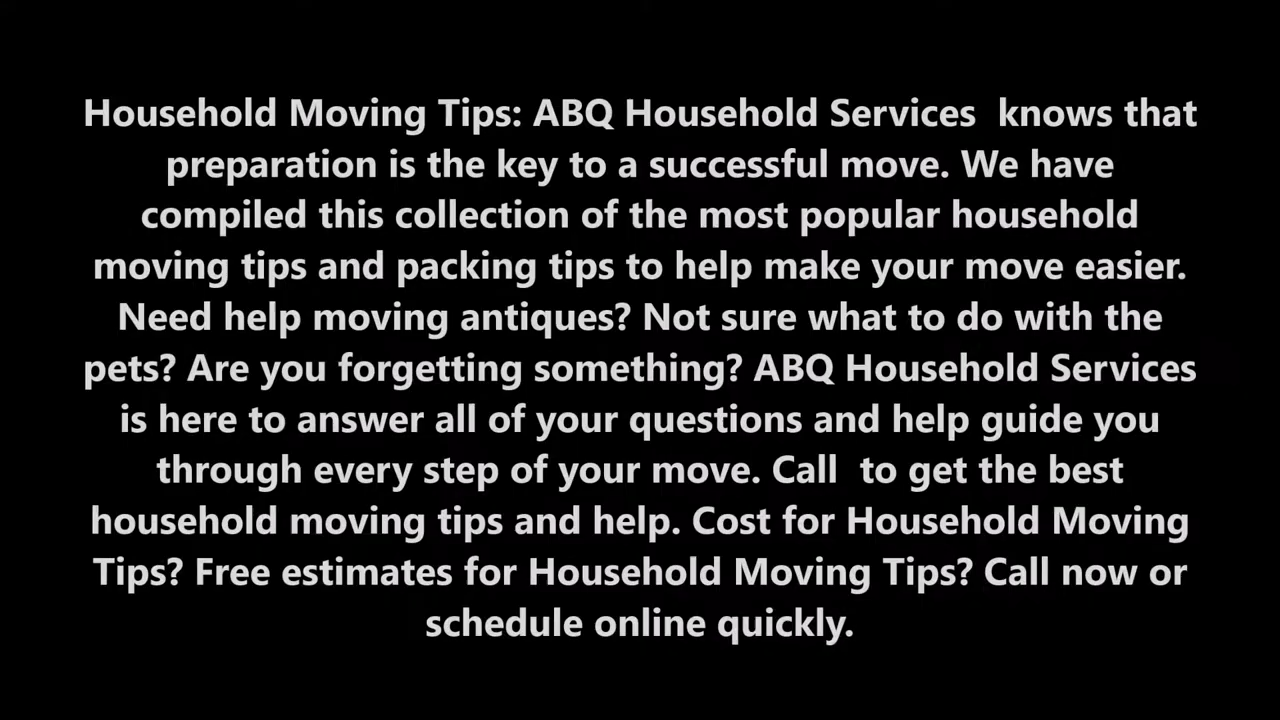 Household Moving Tips: ABQ Household Services  knows that
preparation is the key to a successful move. We have
compiled this collection of the most popular household
moving tips and packing tips to help make your move easier.
Need help moving antiques? Not sure what to do with the
pets? Are you forgetting something? ABQ Household Services
is here to answer all of your questions and help guide you
through every step of your move. Call  to get the best
household moving tips and help. Cost for Household Moving
Tips? Free estimates for Household Moving Tips? Call now or
schedule online quickly.